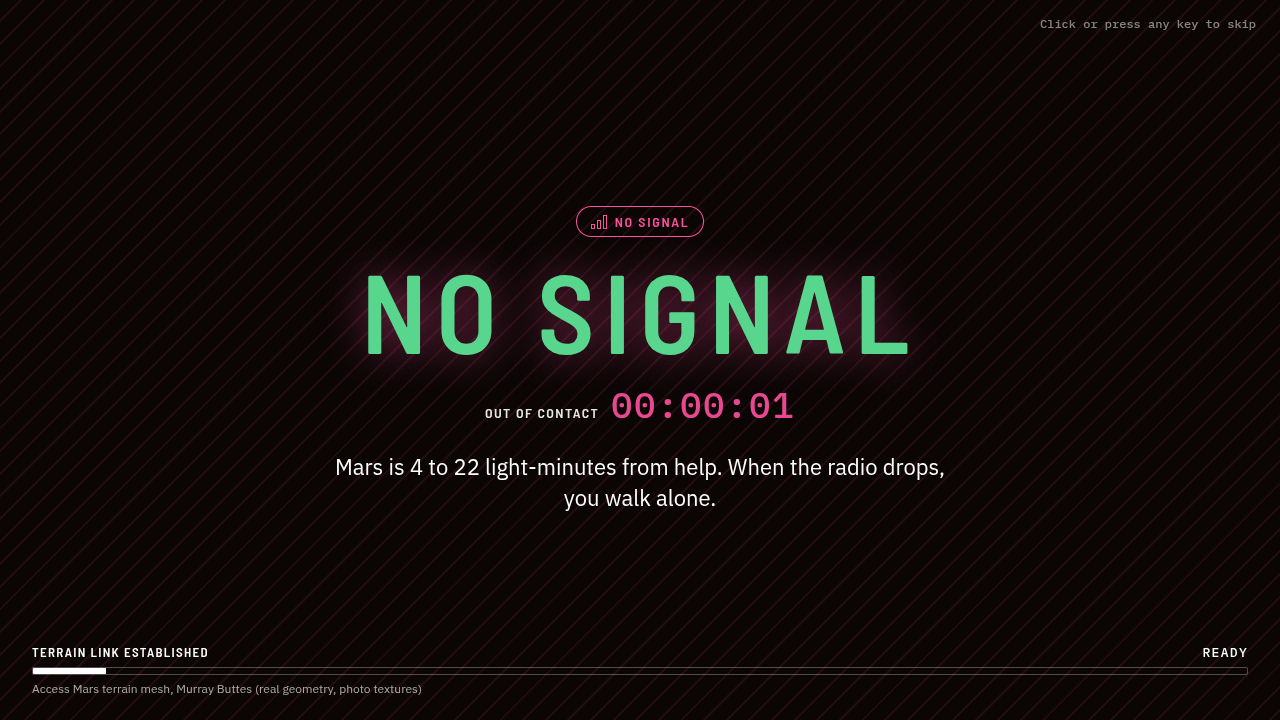 Click or press any key to skip
NO SIGNAL
NO SIGNAL
OUT OF CONTACT 00:00:01
Mars is 4 to 22 light-minutes from help. When the radio drops,
you walk alone.
TERRAIN LINK ESTABLISHED READY
Access Mars terrain mesh, Murray Buttes (real geometry, photo textures)